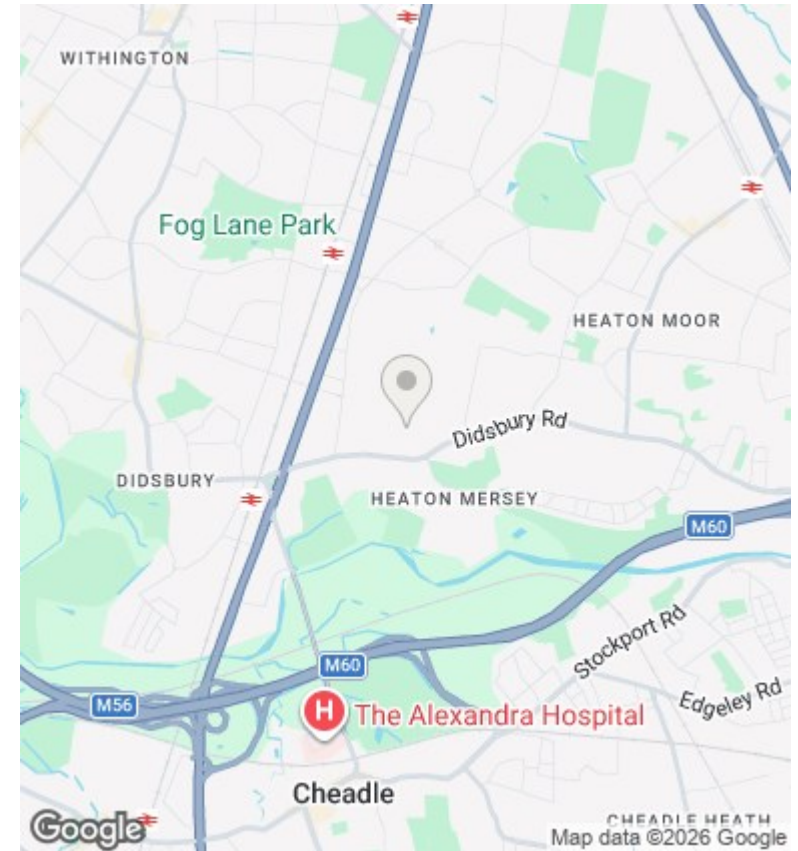 WITHINGTON
Fog Lane Park
HEATON MOOR
Didsbury Rd
DIDSBURY
HEATON MERSEY
M60
Stockport Rd
M60
Edgeley Rd
M56
H
The Alexandra Hospital
Cheadle
CHEADLE HEATH
Google
Map data ©2026 Google